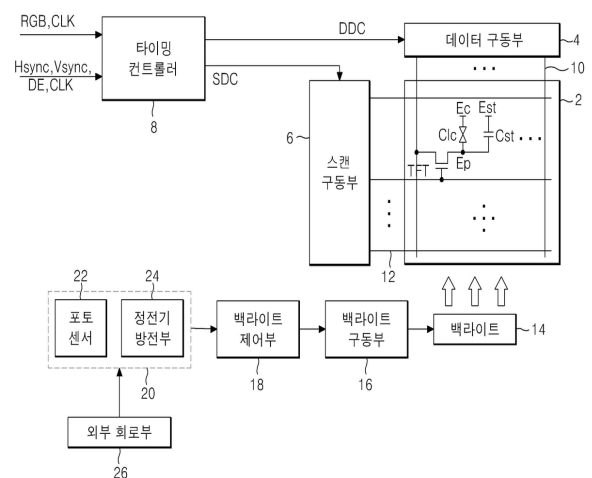 RGB,CLK
Hsync,Vsync,
DE,CLK
타이밍
컨트롤러
8
DDC
SDC
데이터 구동부
4
10
2
6
스캔
구동부
Ec
Est
Clc
Cst
TFT
Ep
12
22
24
포토
센서
정전기
방전부
20
백라이트
제어부
18
백라이트
구동부
16
백라이트
14
외부 회로부
26